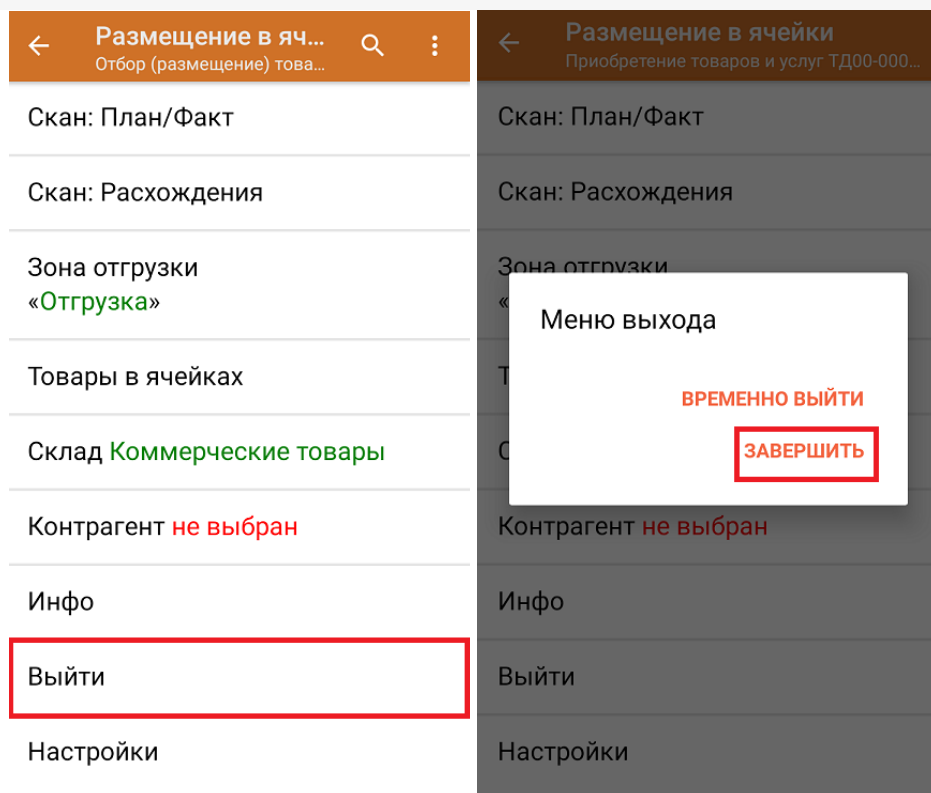 Размещение в яч...
Отбор (размещение) това...
Скан: План/Факт
Скан: Расхождения
Зона отгрузки
«Отгрузка»
Товары в ячейках
Склад Коммерческие товары
Контрагент не выбран
Инфо
Выйти
Настройки
Размещение в ячейки
Приобретение товаров и услуг ТД00-000...
Скан: План/Факт
Скан: Расхождения
Зона отгрузки
«
Т
С
Меню выхода
ВРЕМЕННО ВЫЙТИ
ЗАВЕРШИТЬ
Контрагент не выбран
Инфо
Выйти
Настройки